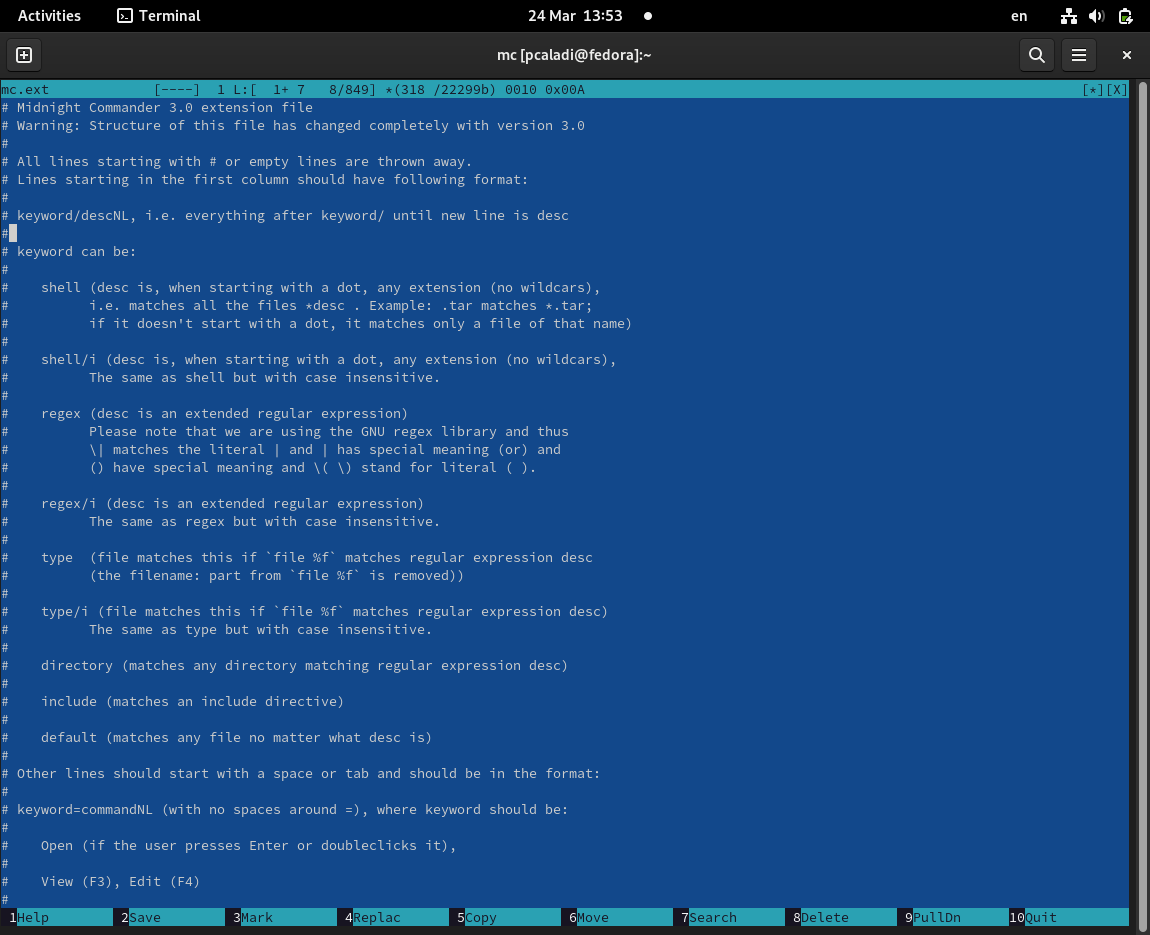 Activities Terminal 24 Mar 13:53 en
mc [pcaladi@fedora]:~
mc.ext [----] 1 L:[ 1+ 7 8/849] *(318 /22299b) 0010 0x00A [*][X]
# Midnight Commander 3.0 extension file
# Warning: Structure of this file has changed completely with version 3.0
#
# All lines starting with # or empty lines are thrown away.
# Lines starting in the first column should have following format:
#
# keyword/descNL, i.e. everything after keyword/ until new line is desc
#
# keyword can be:
#
#    shell (desc is, when starting with a dot, any extension (no wildcars),
#          i.e. matches all the files *desc . Example: .tar matches *.tar;
#          if it doesn't start with a dot, it matches only a file of that name)
#
#    shell/i (desc is, when starting with a dot, any extension (no wildcars),
#          The same as shell but with case insensitive.
#
#    regex (desc is an extended regular expression)
#          Please note that we are using the GNU regex library and thus
#          \| matches the literal | and | has special meaning (or) and
#          () have special meaning and \( \) stand for literal ( ).
#
#    regex/i (desc is an extended regular expression)
#          The same as regex but with case insensitive.
#
#    type  (file matches this if `file %f` matches regular expression desc
#          (the filename: part from `file %f` is removed))
#
#    type/i (file matches this if `file %f` matches regular expression desc)
#          The same as type but with case insensitive.
#
#    directory (matches any directory matching regular expression desc)
#
#    include (matches an include directive)
#
#    default (matches any file no matter what desc is)
#
# Other lines should start with a space or tab and should be in the format:
#
# keyword=commandNL (with no spaces around =), where keyword should be:
#
#    Open (if the user presses Enter or doubleclicks it),
#
#    View (F3), Edit (F4)
#
1Help 2Save 3Mark 4Replac 5Copy 6Move 7Search 8Delete 9PullDn 10Quit